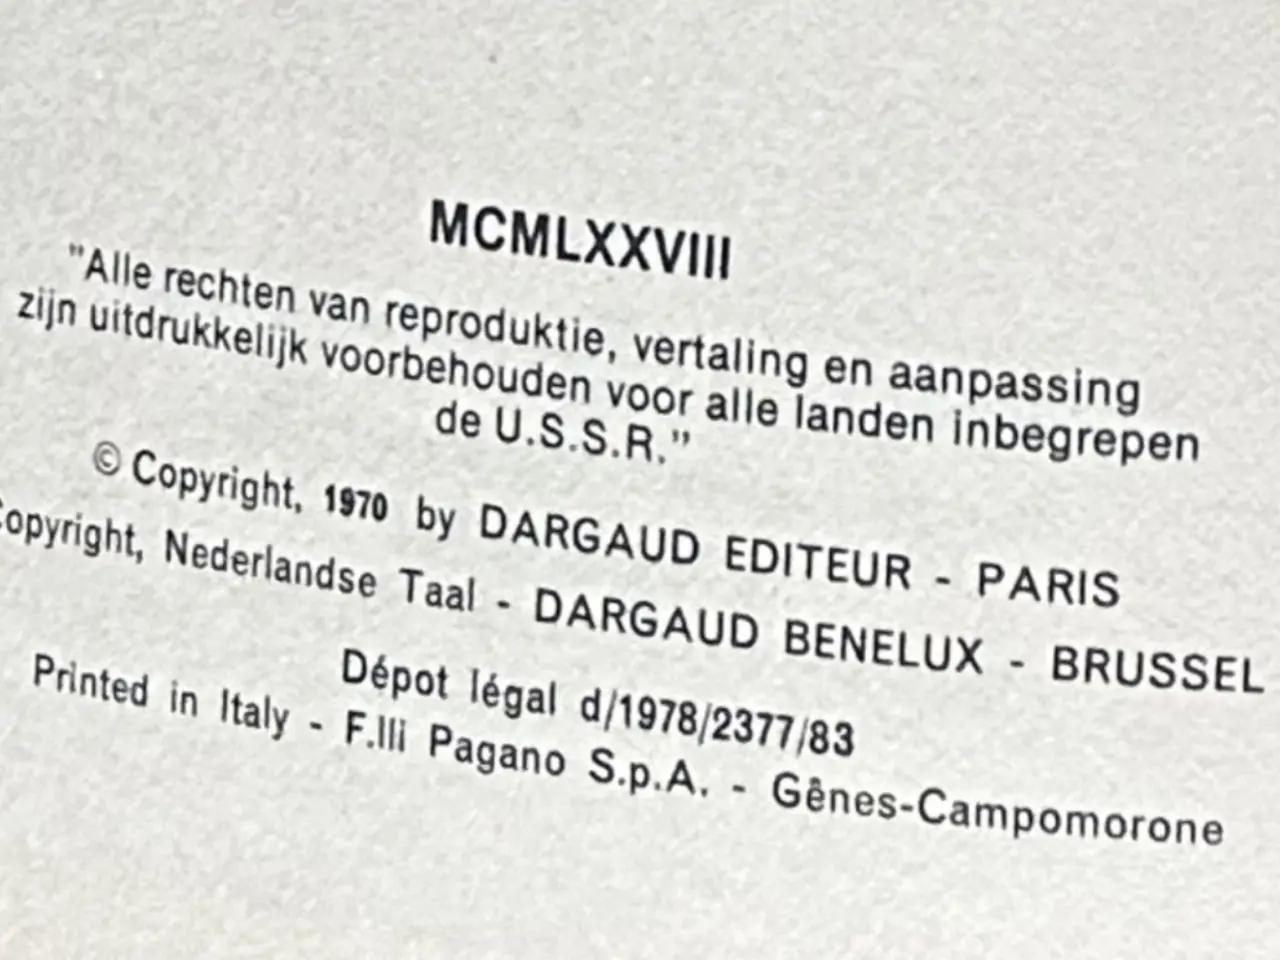 MCMLXXVIII
"Alle rechten van reproduktie, vertaling en aanpassing
zijn uitdrukkelijk voorbehouden voor alle landen inbegrepen
de U.S.S.R."
© Copyright, 1970 by DARGAUD EDITEUR - PARIS
Copyright, Nederlandse Taal - DARGAUD BENELUX - BRUSSEL
Dépot légal d/1978/2377/83
Printed in Italy - F.lli Pagano S.p.A. - Gênes-Campomorone